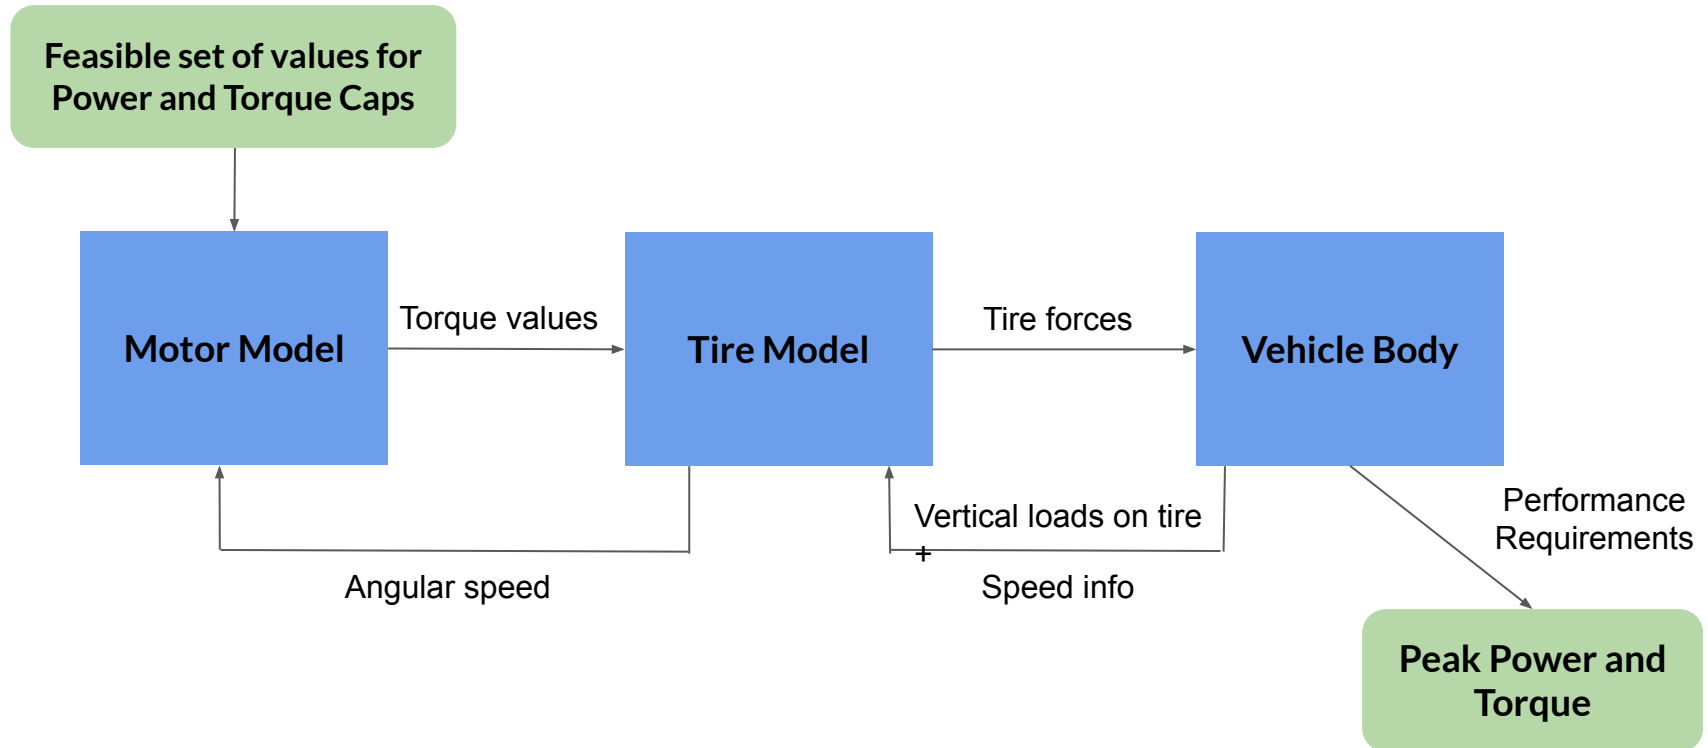 Feasible set of values for
Power and Torque Caps
Motor Model
Torque values
Tire Model
Tire forces
Vehicle Body
Angular speed
Vertical loads on tire
+
Speed info
Performance
Requirements
Peak Power and
Torque